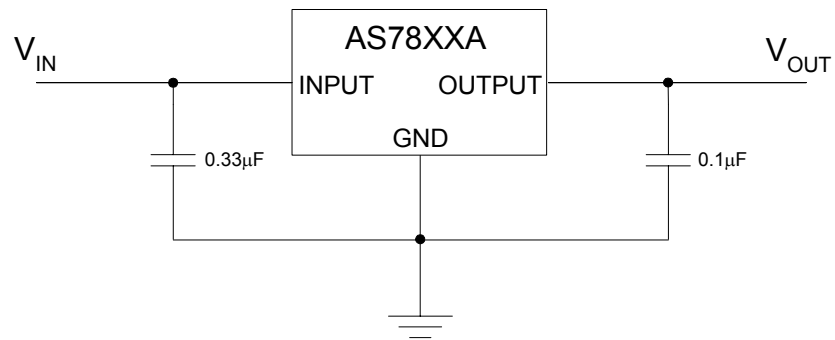 AS78XXA
V_IN
V_OUT
INPUT
OUTPUT
GND
0.33μF
0.1μF